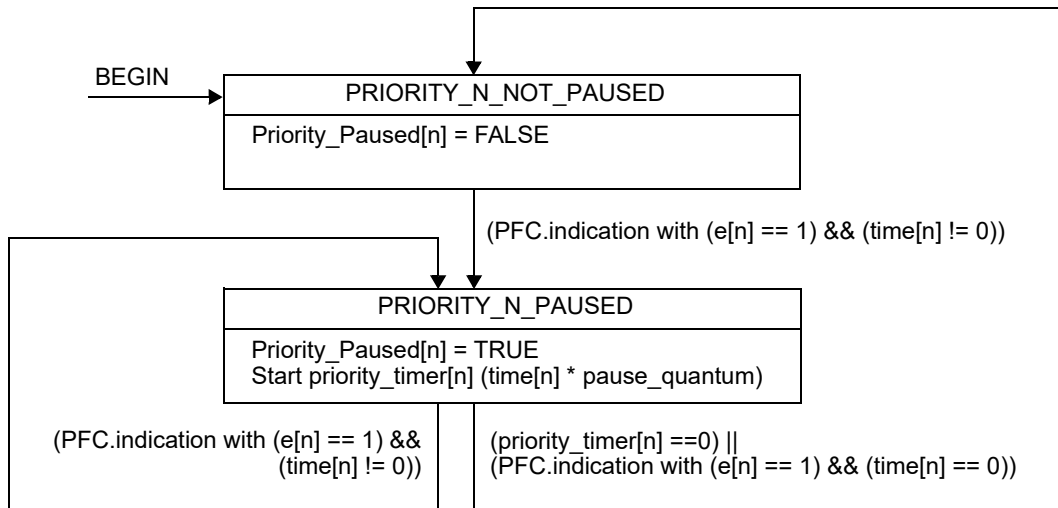 BEGIN
PRIORITY_N_NOT_PAUSED
Priority_Paused[n] = FALSE
(PFC.indication with (e[n] == 1) && (time[n] != 0))
PRIORITY_N_PAUSED
Priority_Paused[n] = TRUE
Start priority_timer[n] (time[n] * pause_quantum)
(PFC.indication with (e[n] == 1) &&
(time[n] != 0))
(priority_timer[n] ==0) ||
(PFC.indication with (e[n] == 1) && (time[n] == 0))